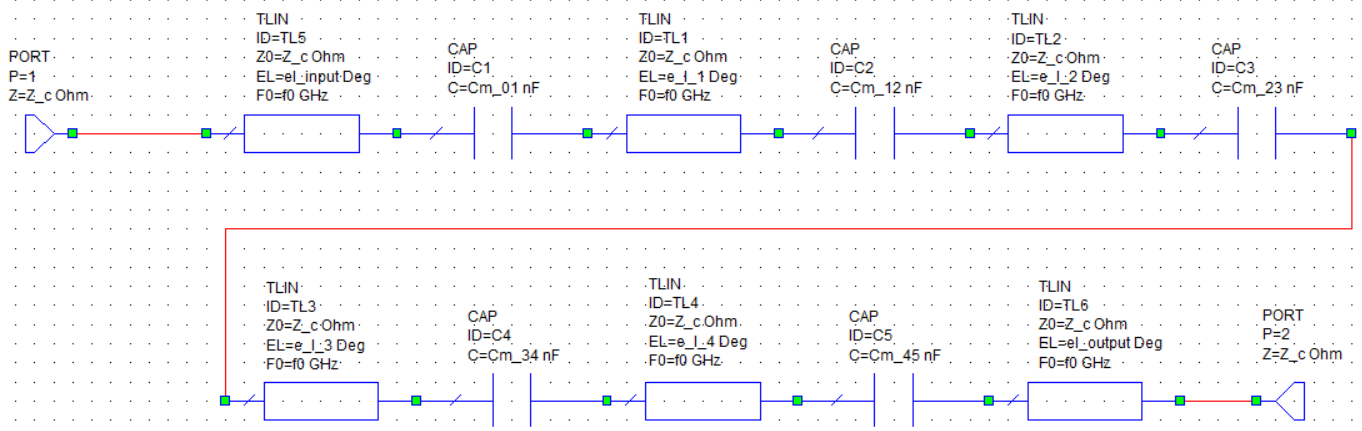 PORT
P=1
Z=Z_c Ohm
TLIN
ID=TL5
Z0=Z_c Ohm
EL=el_input Deg
F0=f0 GHz
CAP
ID=C1
C=Cm_01 nF
TLIN
ID=TL1
Z0=Z_c Ohm
EL=e_l_1 Deg
F0=f0 GHz
CAP
ID=C2
C=Cm_12 nF
TLIN
ID=TL2
Z0=Z_c Ohm
EL=e_l_2 Deg
F0=f0 GHz
CAP
ID=C3
C=Cm_23 nF
TLIN
ID=TL3
Z0=Z_c Ohm
EL=e_l_3 Deg
F0=f0 GHz
CAP
ID=C4
C=Cm_34 nF
TLIN
ID=TL4
Z0=Z_c Ohm
EL=e_l_4 Deg
F0=f0 GHz
CAP
ID=C5
C=Cm_45 nF
TLIN
ID=TL6
Z0=Z_c Ohm
EL=el_output Deg
F0=f0 GHz
PORT
P=2
Z=Z_c Ohm